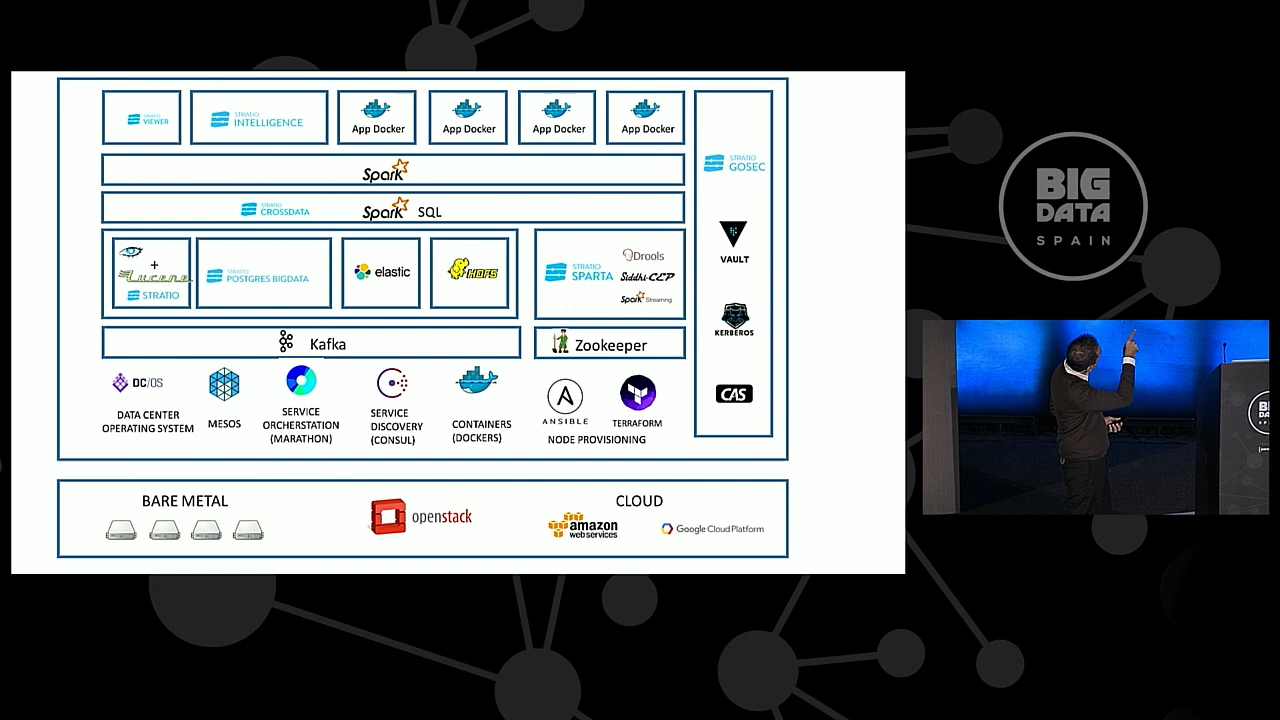 STRATIO
VIEWER
STRATIO
INTELLIGENCE
App Docker
App Docker
App Docker
App Docker
Spark
STRATIO
CROSSDATA
Spark SQL
+
Lucene
STRATIO
STRATIO
POSTGRES BIGDATA
elastic
HDFS
STRATIO
SPARTA
Drools
Siddhi-CEP
Spark Streaming
Kafka
Zookeeper
DC/OS
DATA CENTER
OPERATING SYSTEM
MESOS
SERVICE
ORCHERSTATION
(MARATHON)
SERVICE
DISCOVERY
(CONSUL)
CONTAINERS
(DOCKERS)
ANSIBLE
TERRAFORM
NODE PROVISIONING
STRATIO
GOSEC
VAULT
KERBEROS
CAS
BARE METAL
openstack
CLOUD
amazon
webservices
Google Cloud Platform
BIG
DATA
SPAIN
BI